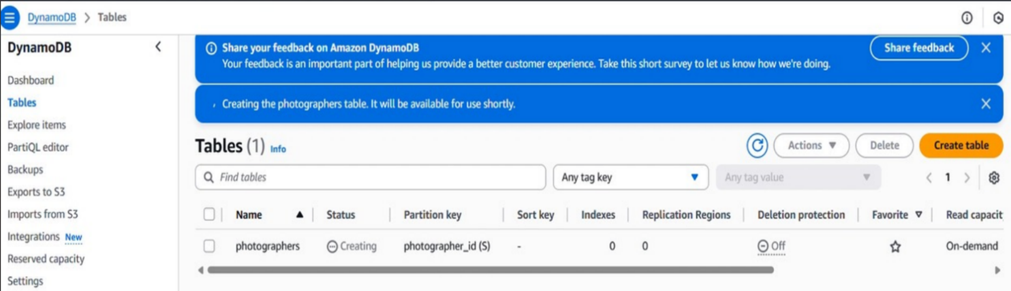 DynamoDB > Tables
DynamoDB
Dashboard
Tables
Explore items
PartiQL editor
Backups
Exports to S3
Imports from S3
Integrations New
Reserved capacity
Settings
Share your feedback on Amazon DynamoDB
Your feedback is an important part of helping us provide a better customer experience. Take this short survey to let us know how we're doing.
Share feedback
Creating the photographers table. It will be available for use shortly.
Tables (1) Info
Actions
Delete
Create table
Find tables
Any tag key
Any tag value
1
Name Status Partition key Sort key Indexes Replication Regions Deletion protection Favorite Read capacit
photographers Creating photographer_id (S) - 0 0 Off On-demand